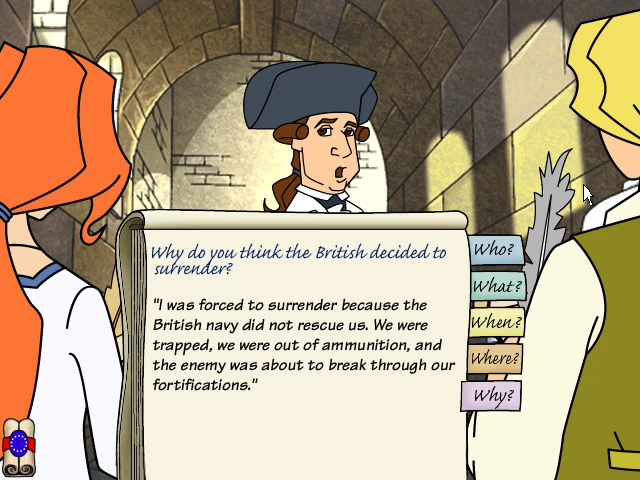 Why do you think the British decided to
surrender?
"I was forced to surrender because the
British navy did not rescue us. We were
trapped, we were out of ammunition, and
the enemy was about to break through our
fortifications."
Who?
What?
When?
Where?
Why?